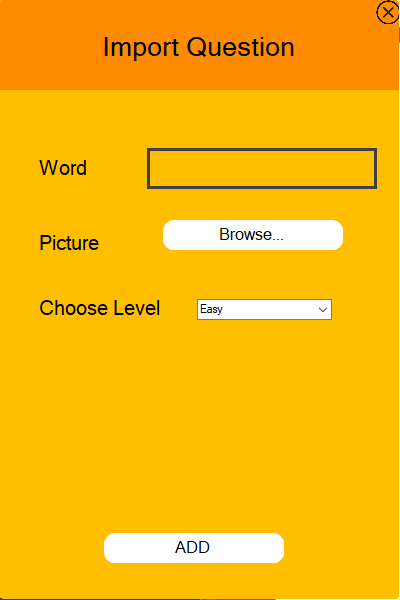 Import Question
Word
Picture
Browse...
Choose Level
Easy
ADD